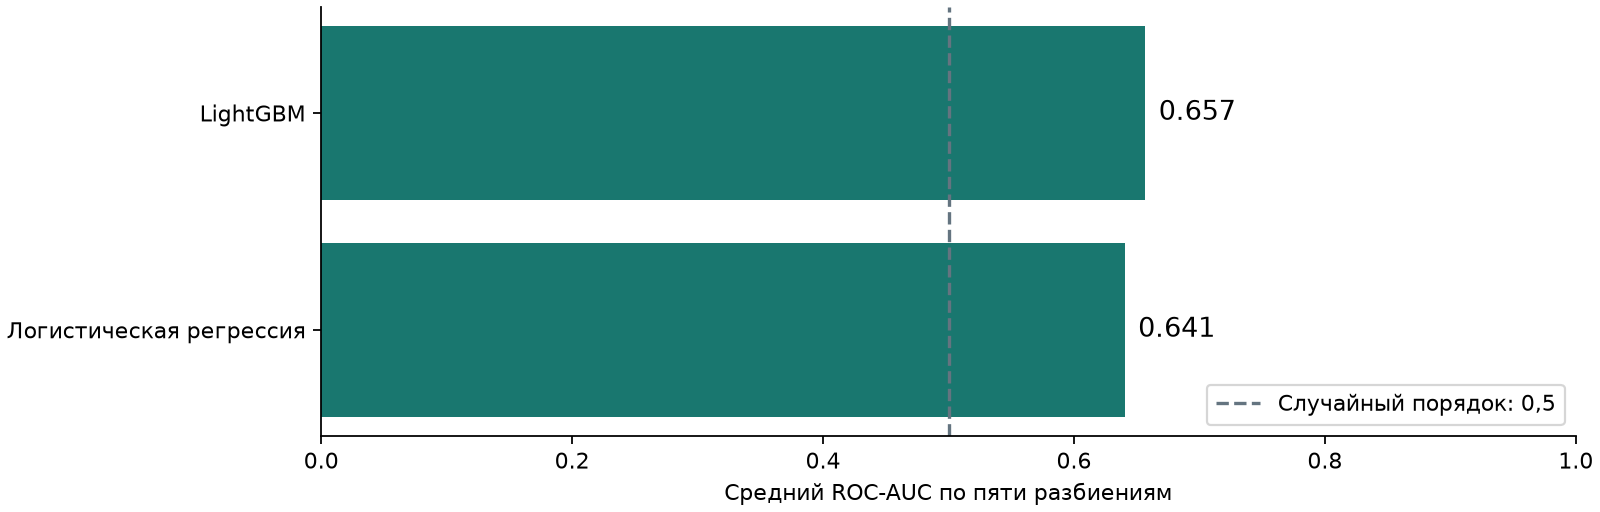 LightGBM
0.657
Логистическая регрессия
0.641
Случайный порядок: 0,5
0.0 0.2 0.4 0.6 0.8 1.0
Средний ROC-AUC по пяти разбиениям